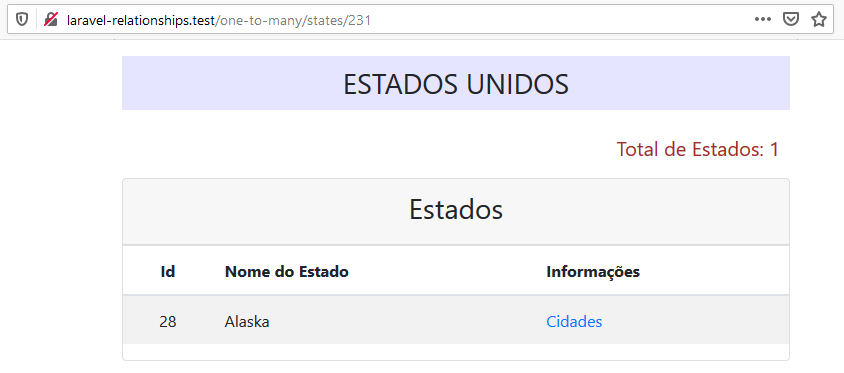 laravel-relationships.test/one-to-many/states/231
ESTADOS UNIDOS
Total de Estados: 1
Estados
Id Nome do Estado Informações
28 Alaska Cidades